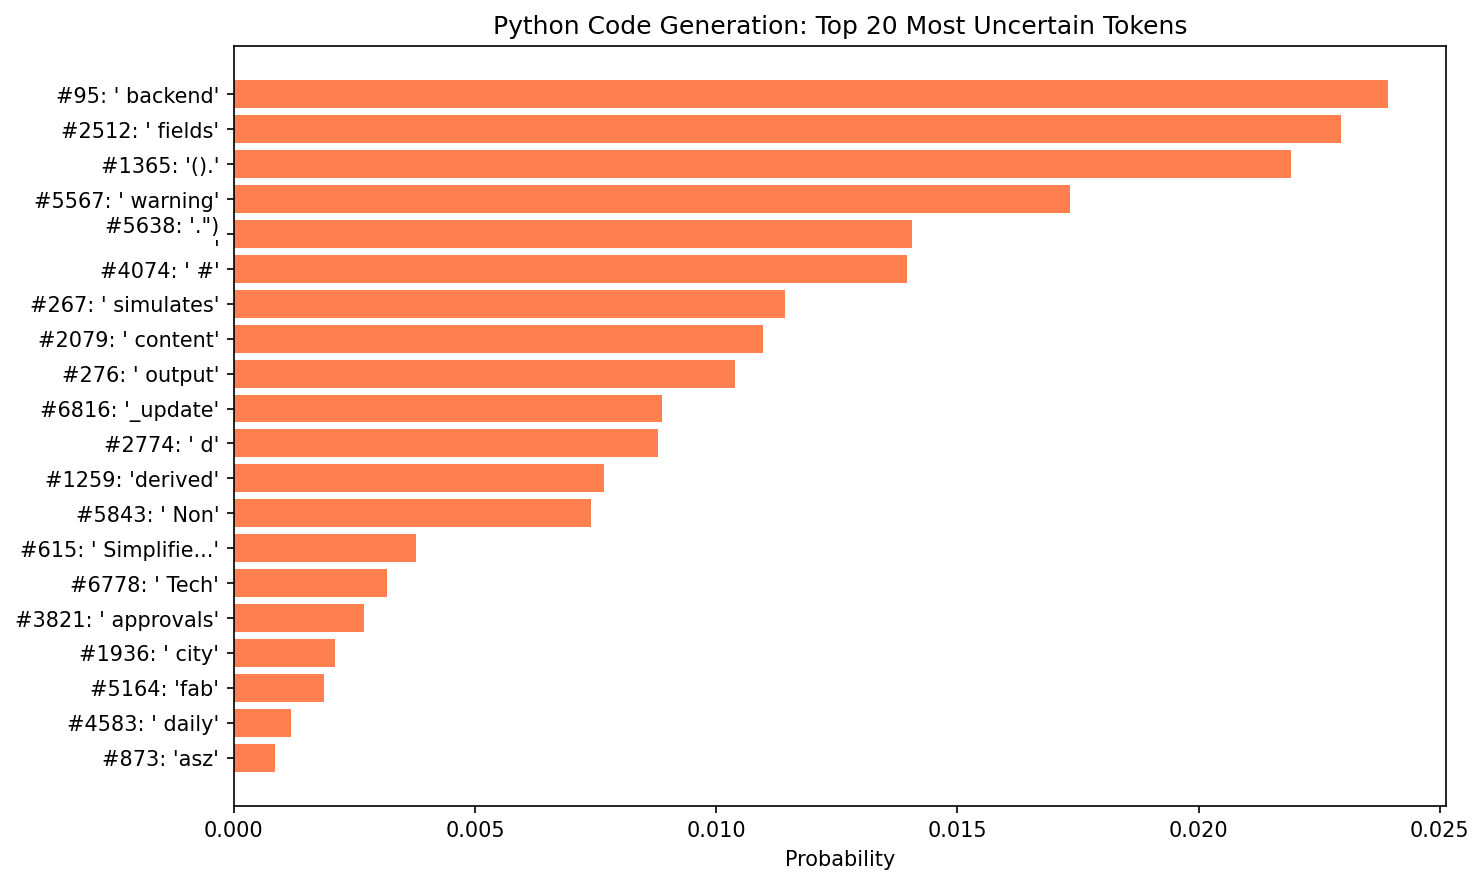 Python Code Generation: Top 20 Most Uncertain Tokens
#95: ' backend'
#2512: ' fields'
#1365: '().'
#5567: ' warning'
#5638: '.")
'
#4074: ' #'
#267: ' simulates'
#2079: ' content'
#276: ' output'
#6816: '_update'
#2774: ' d'
#1259: 'derived'
#5843: ' Non'
#615: ' Simplifie...'
#6778: ' Tech'
#3821: ' approvals'
#1936: ' city'
#5164: 'fab'
#4583: ' daily'
#873: 'asz'
0.000 0.005 0.010 0.015 0.020 0.025
Probability